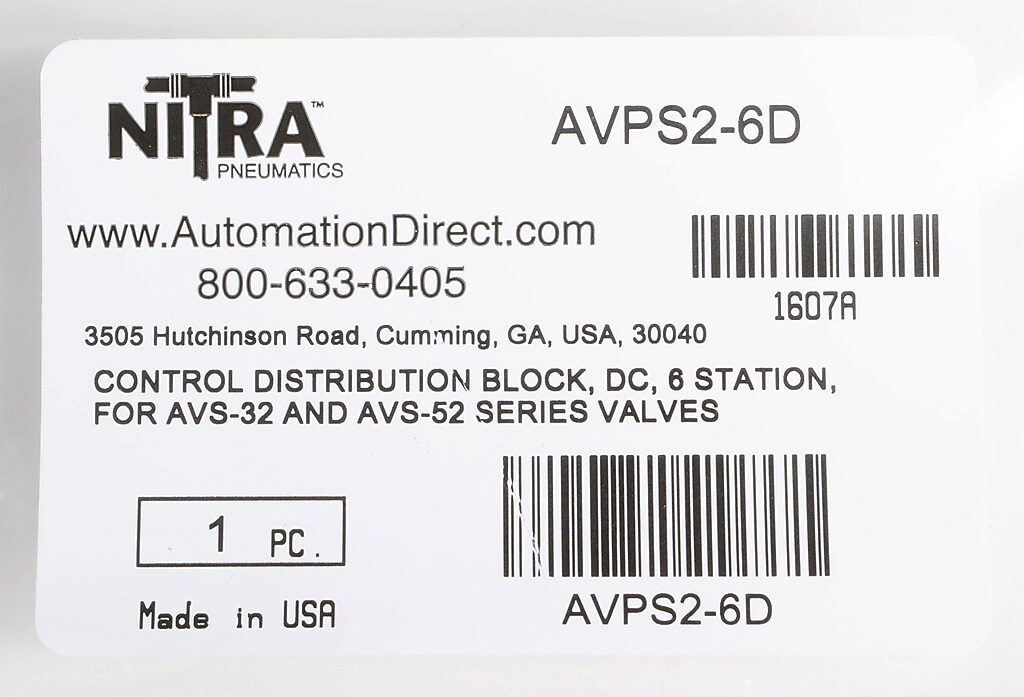 NITRA™
PNEUMATICS
AVPS2-6D
www.AutomationDirect.com
800-633-0405
1607A
3505 Hutchinson Road, Cumming, GA, USA, 30040
CONTROL DISTRIBUTION BLOCK, DC, 6 STATION,
FOR AVS-32 AND AVS-52 SERIES VALVES
1 PC.
Made in USA
AVPS2-6D